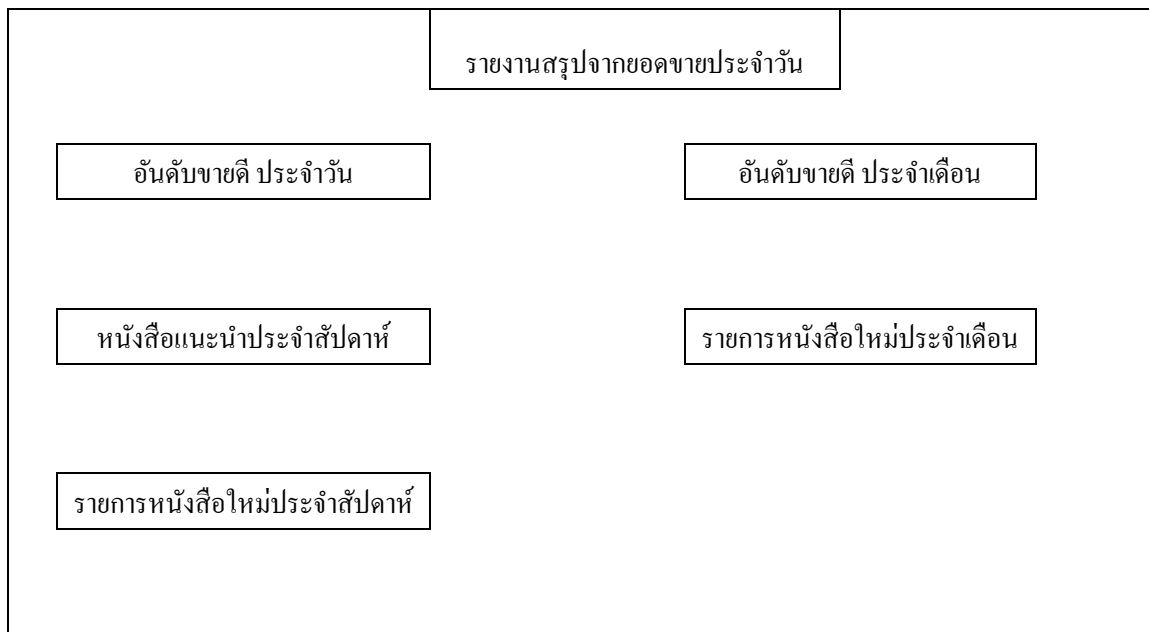 รายงานสรุปจากยอดขายประจำวัน
อันดับขายดี ประจำวัน
อันดับขายดี ประจำเดือน
หนังสือแนะนำประจำสัปดาห์
รายการหนังสือใหม่ประจำเดือน
รายการหนังสือใหม่ประจำสัปดาห์